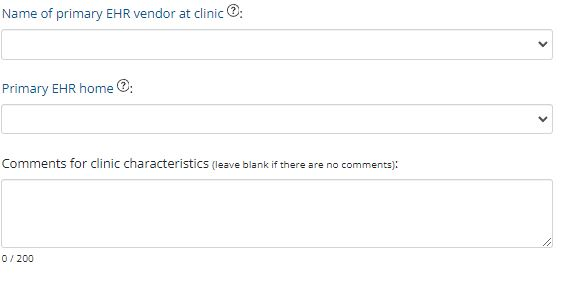 Name of primary EHR vendor at clinic ?:
Primary EHR home ?:
Comments for clinic characteristics (leave blank if there are no comments):
0 / 200